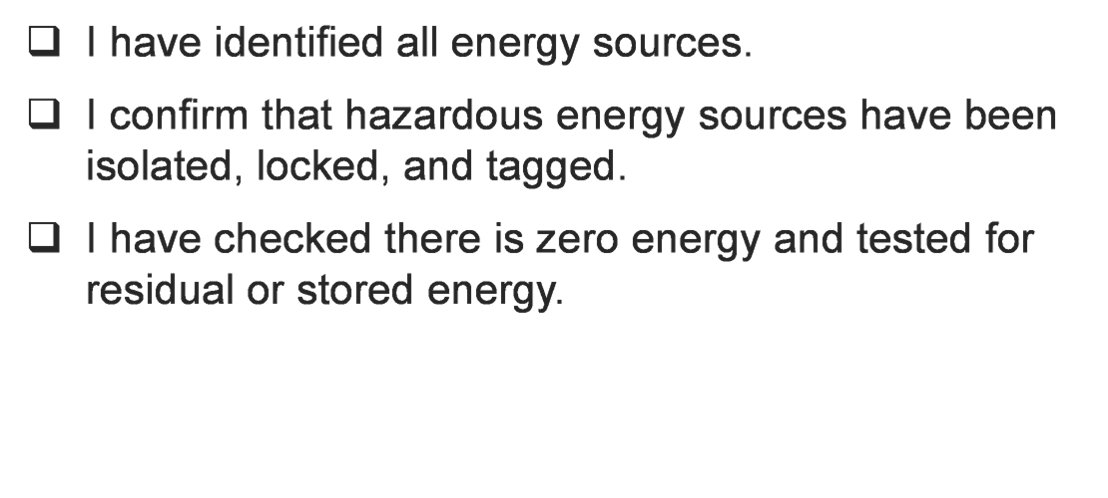 ❑ I have identified all energy sources.
❑ I confirm that hazardous energy sources have been
isolated, locked, and tagged.
❑ I have checked there is zero energy and tested for
residual or stored energy.